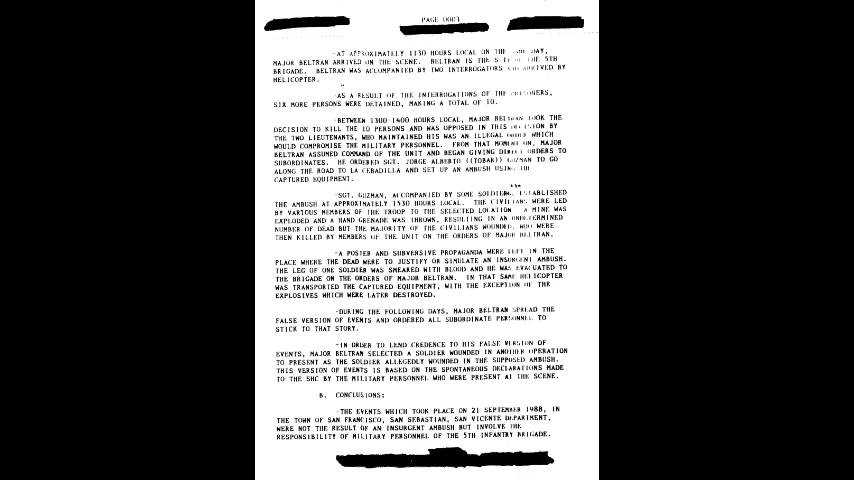 PAGE 0003
-AT APPROXIMATELY 1130 HOURS LOCAL ON THE DAY,
MAJOR BELTRAN ARRIVED ON THE SCENE. BELTRAN IS THE THE 5TH
BRIGADE. BELTRAN WAS ACCOMPANIED BY TWO INTERROGATORS ARRIVED BY
HELICOPTER.
-AS A RESULT OF THE INTERROGATIONS OF THE PRISONERS,
SIX MORE PERSONS WERE DETAINED, MAKING A TOTAL OF 10.
-BETWEEN 1300-1400 HOURS LOCAL, MAJOR BELTRAN TOOK THE
DECISION TO KILL THE 10 PERSONS AND WAS OPPOSED IN THIS DECISION BY
THE TWO LIEUTENANTS, WHO MAINTAINED HIS WAS AN ILLEGAL ORDER WHICH
WOULD COMPROMISE THE MILITARY PERSONNEL. FROM THAT MOMENT ON, MAJOR
BELTRAN ASSUMED COMMAND OF THE UNIT AND BEGAN GIVING DIRECT ORDERS TO
SUBORDINATES. HE ORDERED SGT. JORGE ALBERTO ((TOBAR)) GUZMAN TO GO
ALONG THE ROAD TO LA CEBADILLA AND SET UP AN AMBUSH USING THE
CAPTURED EQUIPMENT.
-SGT. GUZMAN, ACCOMPANIED BY SOME SOLDIERS, ESTABLISHED
THE AMBUSH AT APPROXIMATELY 1530 HOURS LOCAL. THE CIVILIANS WERE LED
BY VARIOUS MEMBERS OF THE TROOP TO THE SELECTED LOCATION A MINE WAS
EXPLODED AND A HAND GRENADE WAS THROWN, RESULTING IN AN UNDETERMINED
NUMBER OF DEAD BUT THE MAJORITY OF THE CIVILIANS WOUNDED, WHO WERE
THEN KILLED BY MEMBERS OF THE UNIT ON THE ORDERS OF MAJOR BELTRAN.
-A POSTER AND SUBVERSIVE PROPAGANDA WERE LEFT IN THE
PLACE WHERE THE DEAD WERE TO JUSTIFY OR SIMULATE AN INSURGENT AMBUSH.
THE LEG OF ONE SOLDIER WAS SMEARED WITH BLOOD AND HE WAS EVACUATED TO
THE BRIGADE ON THE ORDERS OF MAJOR BELTRAN. IN THAT SAME HELICOPTER
WAS TRANSPORTED THE CAPTURED EQUIPMENT, WITH THE EXCEPTION OF THE
EXPLOSIVES WHICH WERE LATER DESTROYED.
-DURING THE FOLLOWING DAYS, MAJOR BELTRAN SPREAD THE
FALSE VERSION OF EVENTS AND ORDERED ALL SUBORDINATE PERSONNEL TO
STICK TO THAT STORY.
-IN ORDER TO LEND CREDENCE TO HIS FALSE VERSION OF
EVENTS, MAJOR BELTRAN SELECTED A SOLDIER WOUNDED IN ANOTHER OPERATION
TO PRESENT AS THE SOLDIER ALLEGEDLY WOUNDED IN THE SUPPOSED AMBUSH.
THIS VERSION OF EVENTS IS BASED ON THE SPONTANEOUS DECLARATIONS MADE
TO THE SHC BY THE MILITARY PERSONNEL WHO WERE PRESENT AT THE SCENE.
B. CONCLUSIONS:
-THE EVENTS WHICH TOOK PLACE ON 21 SEPTEMBER 1988, IN
THE TOWN OF SAN FRANCISCO, SAN SEBASTIAN, SAN VICENTE DEPARTMENT,
WERE NOT THE RESULT OF AN INSURGENT AMBUSH BUT INVOLVE THE
RESPONSIBILITY OF MILITARY PERSONNEL OF THE 5TH INFANTRY BRIGADE.